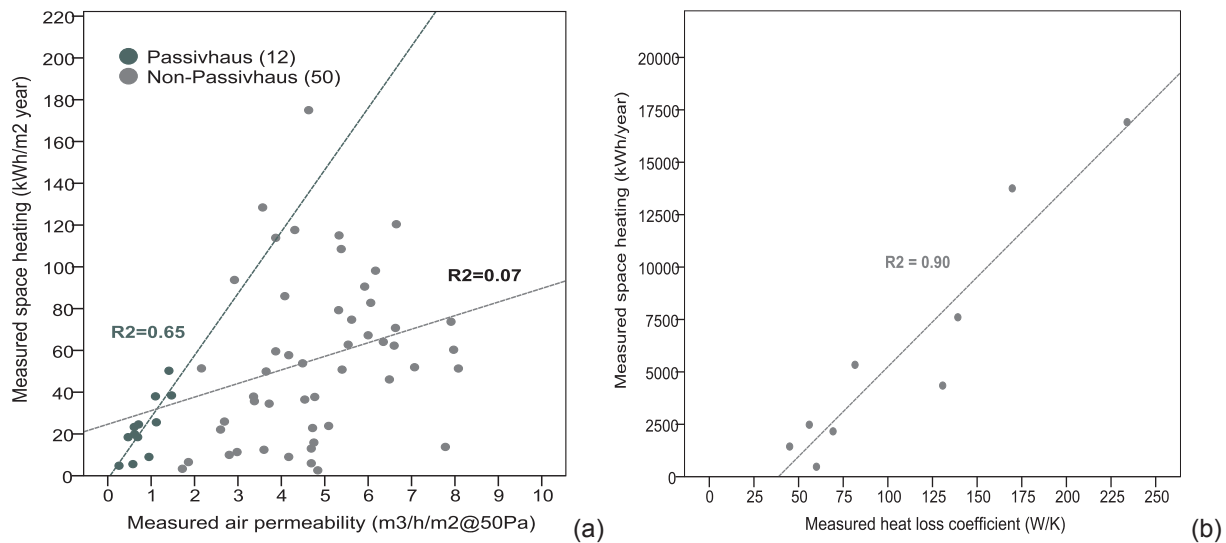 220
200
180
160
140
120
100
80
60
40
20
0
Measured space heating (kWh/m2 year)
Passivhaus (12)
Non-Passivhaus (50)
R2=0.65
R2=0.07
0 1 2 3 4 5 6 7 8 9 10
Measured air permeability (m3/h/m2@50Pa)
(a)
20000
17500
15000
12500
10000
7500
5000
2500
0
Measured space heating (kWh/year)
R2 = 0.90
0 25 50 75 100 125 150 175 200 225 250
Measured heat loss coefficient (W/K)
(b)